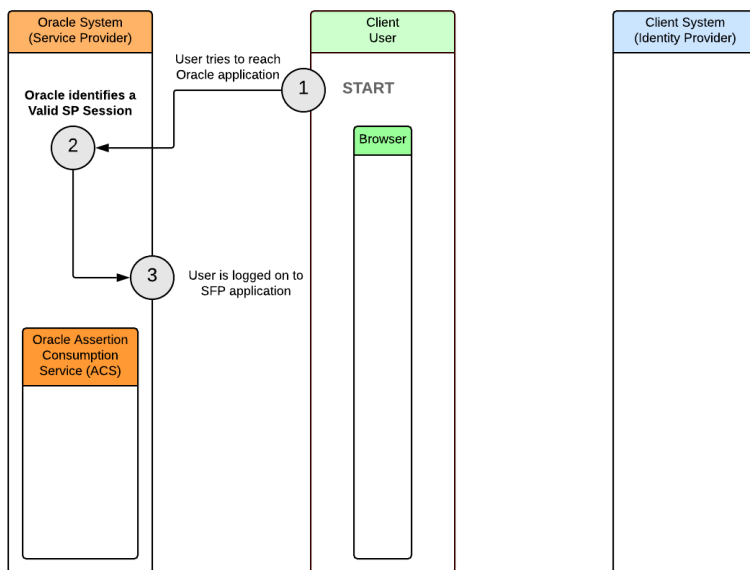 Oracle System
(Service Provider)
Client
User
Client System
(Identity Provider)
User tries to reach
Oracle application
1
START
Oracle identifies a
Valid SP Session
2
Browser
3
User is logged on to
SFP application
Oracle Assertion
Consumption
Service (ACS)